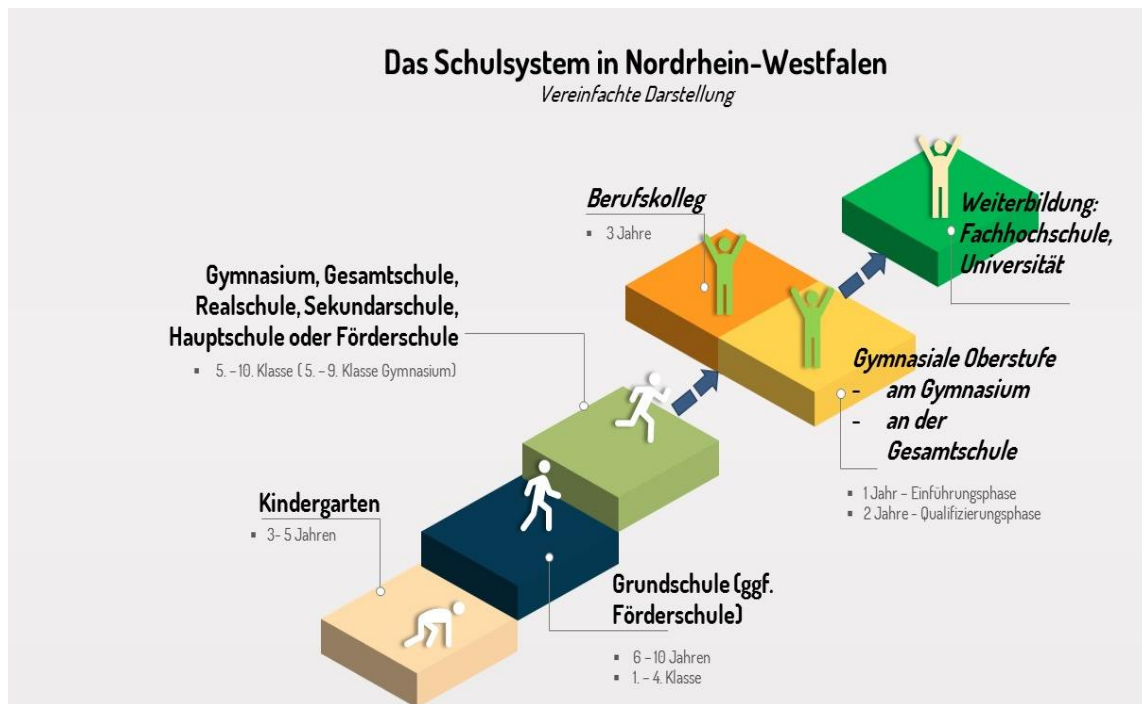 Das Schulsystem in Nordrhein-Westfalen
Vereinfachte Darstellung
Berufskolleg
▪ 3 Jahre
Weiterbildung:
Fachhochschule,
Universität
Gymnasium, Gesamtschule,
Realschule, Sekundarschule,
Hauptschule oder Förderschule
▪ 5. – 10. Klasse ( 5. – 9. Klasse Gymnasium)
Gymnasiale Oberstufe
- am Gymnasium
- an der
Gesamtschule
▪ 1 Jahr – Einführungsphase
▪ 2 Jahre – Qualifizierungsphase
Kindergarten
▪ 3- 5 Jahren
Grundschule (ggf.
Förderschule)
▪ 6 – 10 Jahren
▪ 1. – 4. Klasse